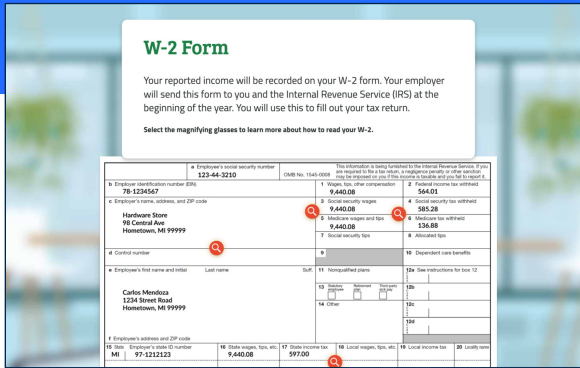 W-2 Form
Your reported income will be recorded on your W-2 form. Your employer
will send this form to you and the Internal Revenue Service (IRS) at the
beginning of the year. You will use this to fill out your tax return.
Select the magnifying glasses to learn more about how to read your W-2.
a Employee's social security number
123-44-3210
OMB No. 1545-0008
This information is being furnished to the Internal Revenue Service. If you
are required to file a tax return, a negligence penalty or other sanction
may be imposed on you if this income is taxable and you fail to report it.
b Employer identification number (EIN)
78-1234567
1 Wages, tips, other compensation
9,440.08
2 Federal income tax withheld
564.01
c Employer's name, address, and ZIP code
Hardware Store
98 Central Ave
Hometown, MI 99999
3 Social security wages
9,440.08
4 Social security tax withheld
585.28
5 Medicare wages and tips
9,440.08
6 Medicare tax withheld
136.88
7 Social security tips
8 Allocated tips
d Control number
9
10 Dependent care benefits
e Employee's first name and initial Last name Suff.
Carlos Mendoza
1234 Street Road
Hometown, MI 99999
11 Nonqualified plans
12a See instructions for box 12
13 Statutory employee Retirement plan Third-party sick pay
12b
14 Other
12c
12d
f Employee's address and ZIP code
15 State Employer's state ID number
MI 97-1212123
16 State wages, tips, etc.
9,440.08
17 State income tax
597.00
18 Local wages, tips, etc.
19 Local income tax
20 Locality name